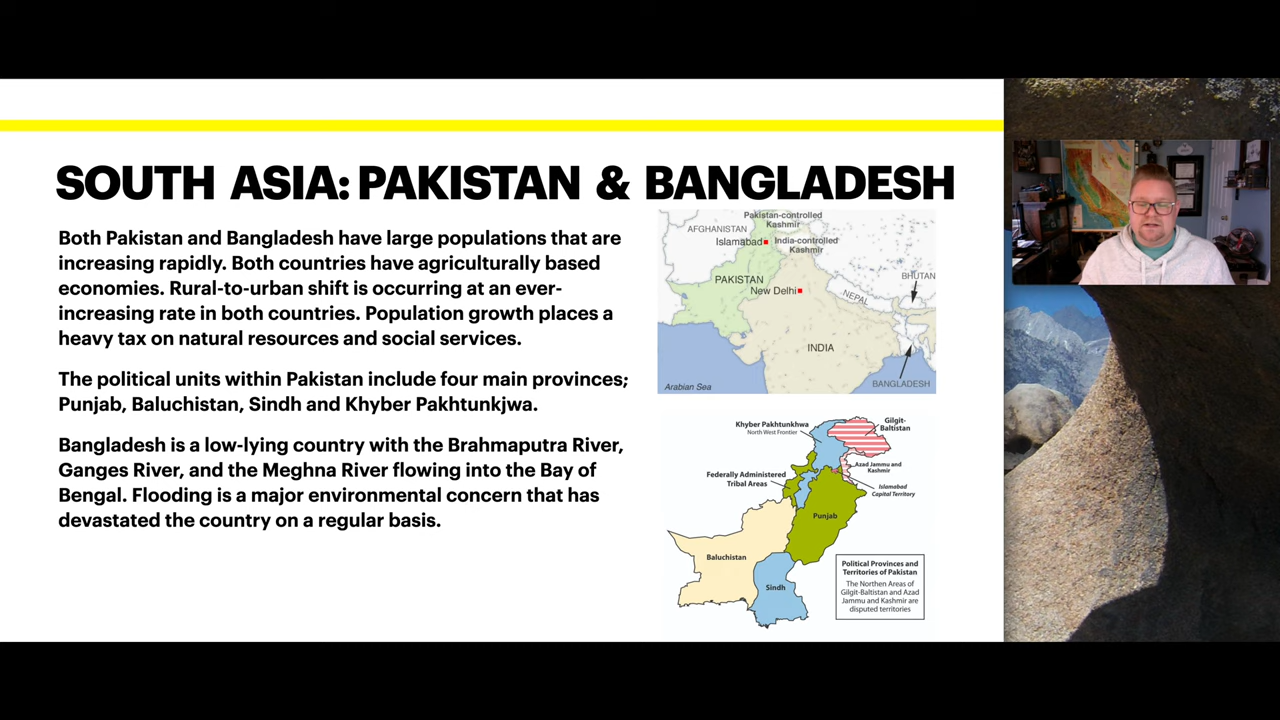 SOUTH ASIA: PAKISTAN & BANGLADESH
Both Pakistan and Bangladesh have large populations that are
increasing rapidly. Both countries have agriculturally based
economies. Rural-to-urban shift is occurring at an ever-
increasing rate in both countries. Population growth places a
heavy tax on natural resources and social services.
The political units within Pakistan include four main provinces;
Punjab, Baluchistan, Sindh and Khyber Pakhtunkjwa.
Bangladesh is a low-lying country with the Brahmaputra River,
Ganges River, and the Meghna River flowing into the Bay of
Bengal. Flooding is a major environmental concern that has
devastated the country on a regular basis.
Pakistan-controlled
Kashmir
AFGHANISTAN
Islamabad
India-controlled
Kashmir
PAKISTAN
New Delhi
NEPAL
BHUTAN
INDIA
BANGLADESH
Arabian Sea
Khyber Pakhtunkhwa
North West Frontier
Gilgit-
Baltistan
Federally Administered
Tribal Areas
Azad Jammu and
Kashmir
Islamabad
Capital Territory
Punjab
Baluchistan
Sindh
Political Provinces and
Territories of Pakistan
The Northen Areas of
Gilgit-Baltistan and Azad
Jammu and Kashmir are
disputed territories